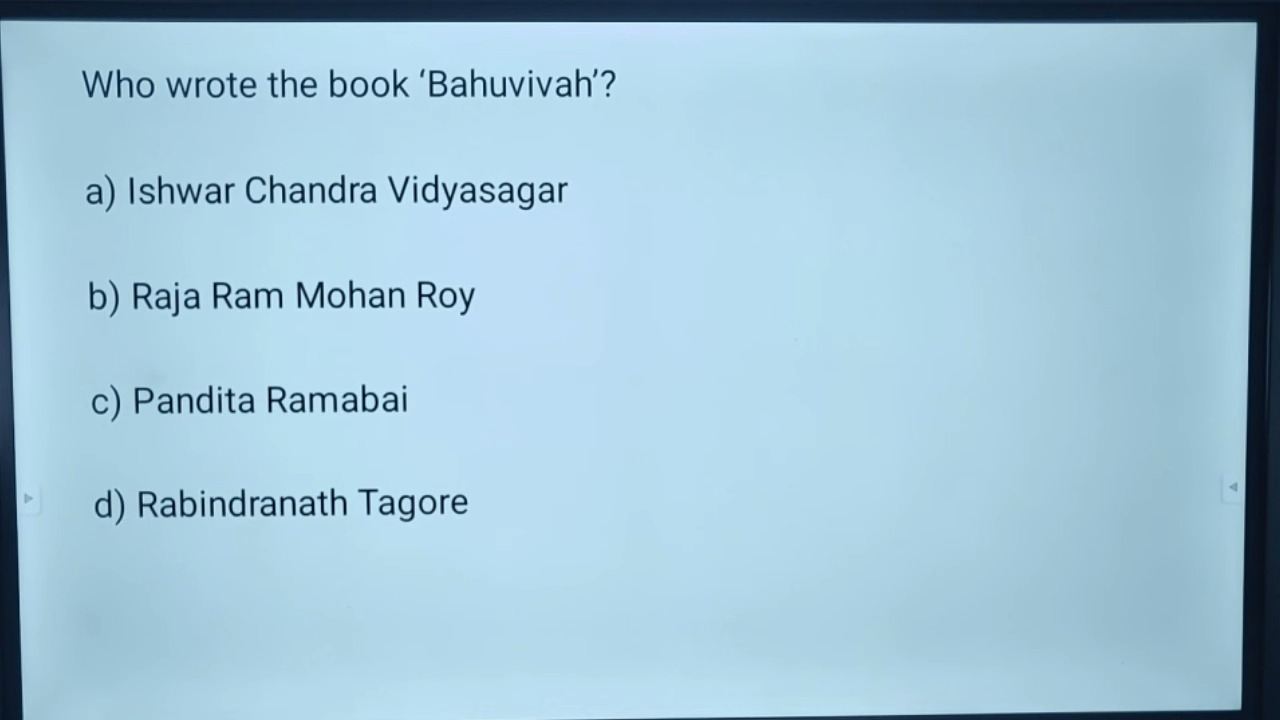 Who wrote the book ‘Bahuvivah’?
a) Ishwar Chandra Vidyasagar
b) Raja Ram Mohan Roy
c) Pandita Ramabai
d) Rabindranath Tagore